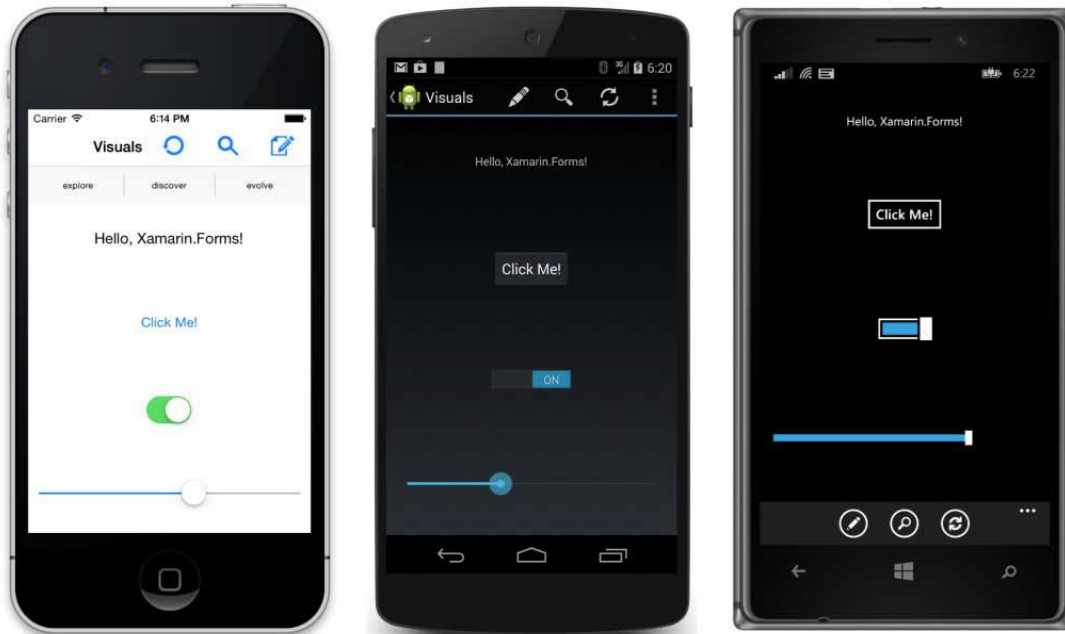 Carrier 6:14 PM
Visuals
explore discover evolve
Hello, Xamarin.Forms!
Click Me!
3G 6:20
Visuals
Hello, Xamarin.Forms!
Click Me!
ON
6:22
Hello, Xamarin.Forms!
Click Me!